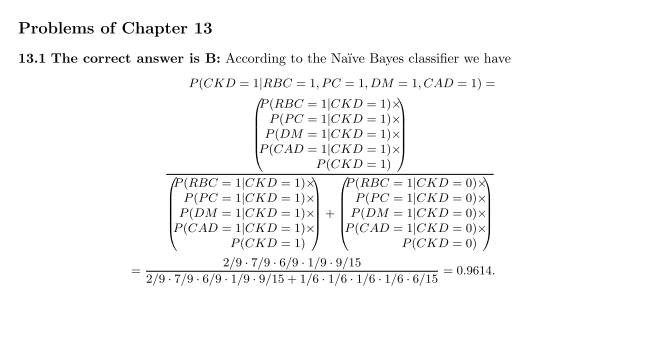 Problems of Chapter 13
13.1 The correct answer is B: According to the Naïve Bayes classifier we have
P(CKD = 1|RBC = 1, PC = 1, DM = 1, CAD = 1) =
P(RBC = 1|CKD = 1)×
P(PC = 1|CKD = 1)×
P(DM = 1|CKD = 1)×
P(CAD = 1|CKD = 1)×
P(CKD = 1)
P(RBC = 1|CKD = 1)×
P(PC = 1|CKD = 1)×
P(DM = 1|CKD = 1)×
P(CAD = 1|CKD = 1)×
P(CKD = 1)
+
P(RBC = 1|CKD = 0)×
P(PC = 1|CKD = 0)×
P(DM = 1|CKD = 0)×
P(CAD = 1|CKD = 0)×
P(CKD = 0)
2/9 · 7/9 · 6/9 · 1/9 · 9/15
= 2/9 · 7/9 · 6/9 · 1/9 · 9/15 + 1/6 · 1/6 · 1/6 · 1/6 · 6/15 = 0.9614.